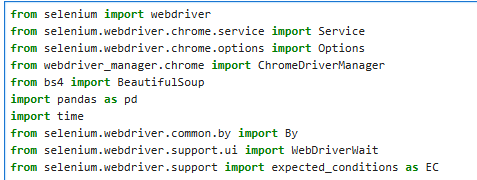 from selenium import webdriver
from selenium.webdriver.chrome.service import Service
from selenium.webdriver.chrome.options import Options
from webdriver_manager.chrome import ChromeDriverManager
from bs4 import BeautifulSoup
import pandas as pd
import time
from selenium.webdriver.common.by import By
from selenium.webdriver.support.ui import WebDriverWait
from selenium.webdriver.support import expected_conditions as EC